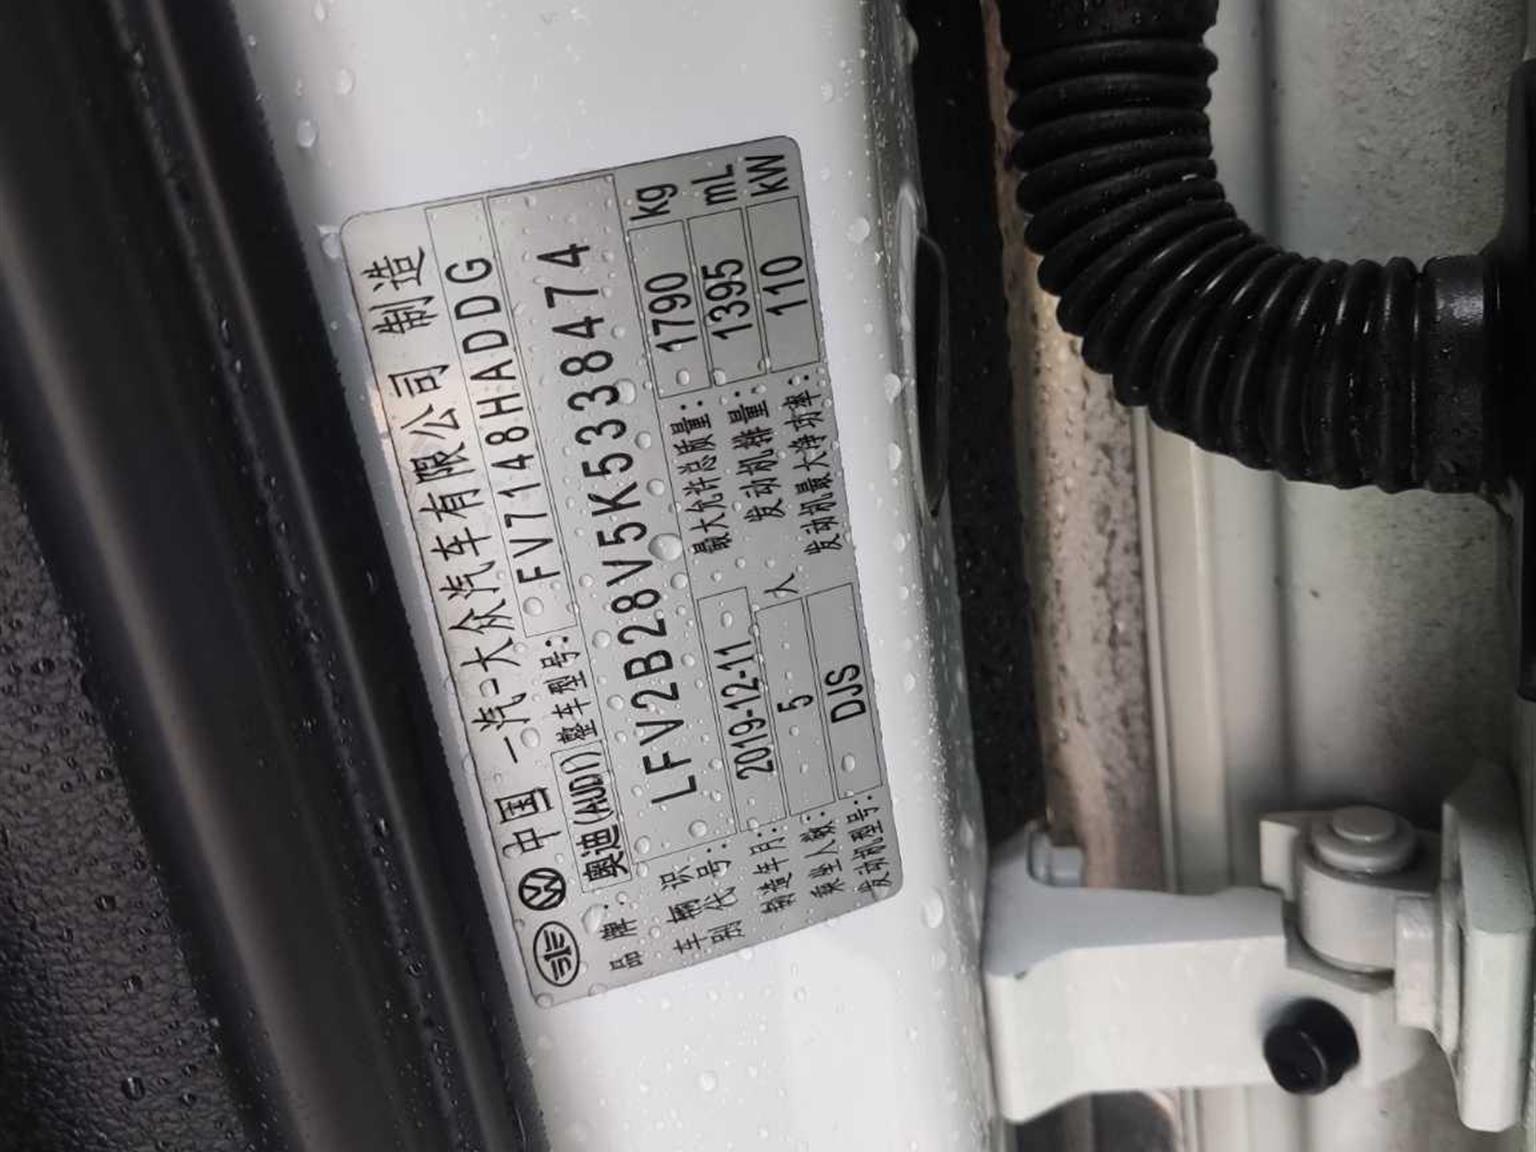 中国 一汽-大众汽车有限公司 制造
品牌: 奥迪(AUDI) 整车型号: FV7148HADDG
车辆识别代号: LFV2B28V5K5338474
制造年月: 2019-12-11 最大允许总质量: 1790 kg
乘坐人数: 5 人 发动机排量: 1395 mL
发动机型号: DJS 发动机最大净功率: 110 kW